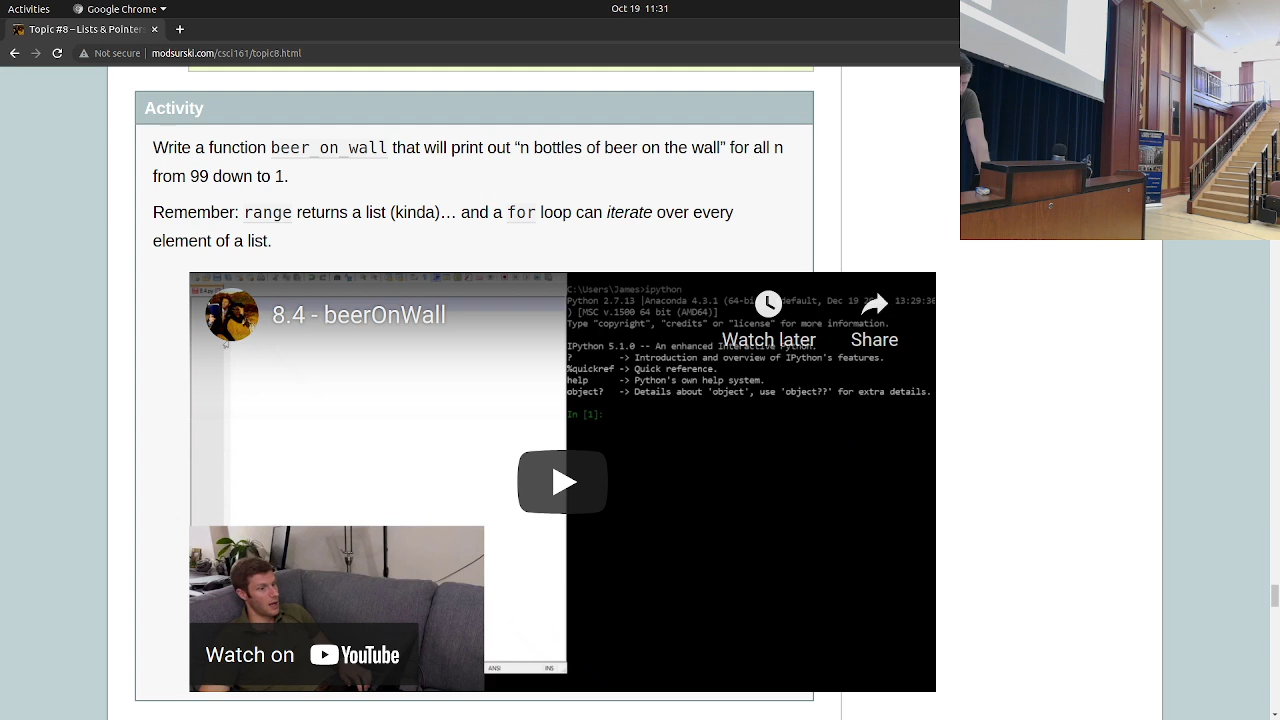 Activities
Google Chrome
Oct 19 11:31
Topic #8 – Lists & Pointer
Not secure
modsurski.com/csci161/topic8.html
Activity
Write a function beer_on_wall that will print out “n bottles of beer on the wall” for all n
from 99 down to 1.
Remember: range returns a list (kinda)… and a for loop can iterate over every
element of a list.
8.4 - beerOnWall
Watch later
Share
C:\Users\James>ipython
Python 2.7.13 |Anaconda 4.3.1 (64-bi default, Dec 19 13:29:36
) [MSC v.1500 64 bit (AMD64)]
Type "copyright", "credits" or "license" for more information.
IPython 5.1.0 -- An enhanced Interactive Python.
? -> Introduction and overview of IPython's features.
%quickref -> Quick reference.
help -> Python's own help system.
object? -> Details about 'object', use 'object??' for extra details.
In [1]:
Watch on YouTube
ANSI
INS